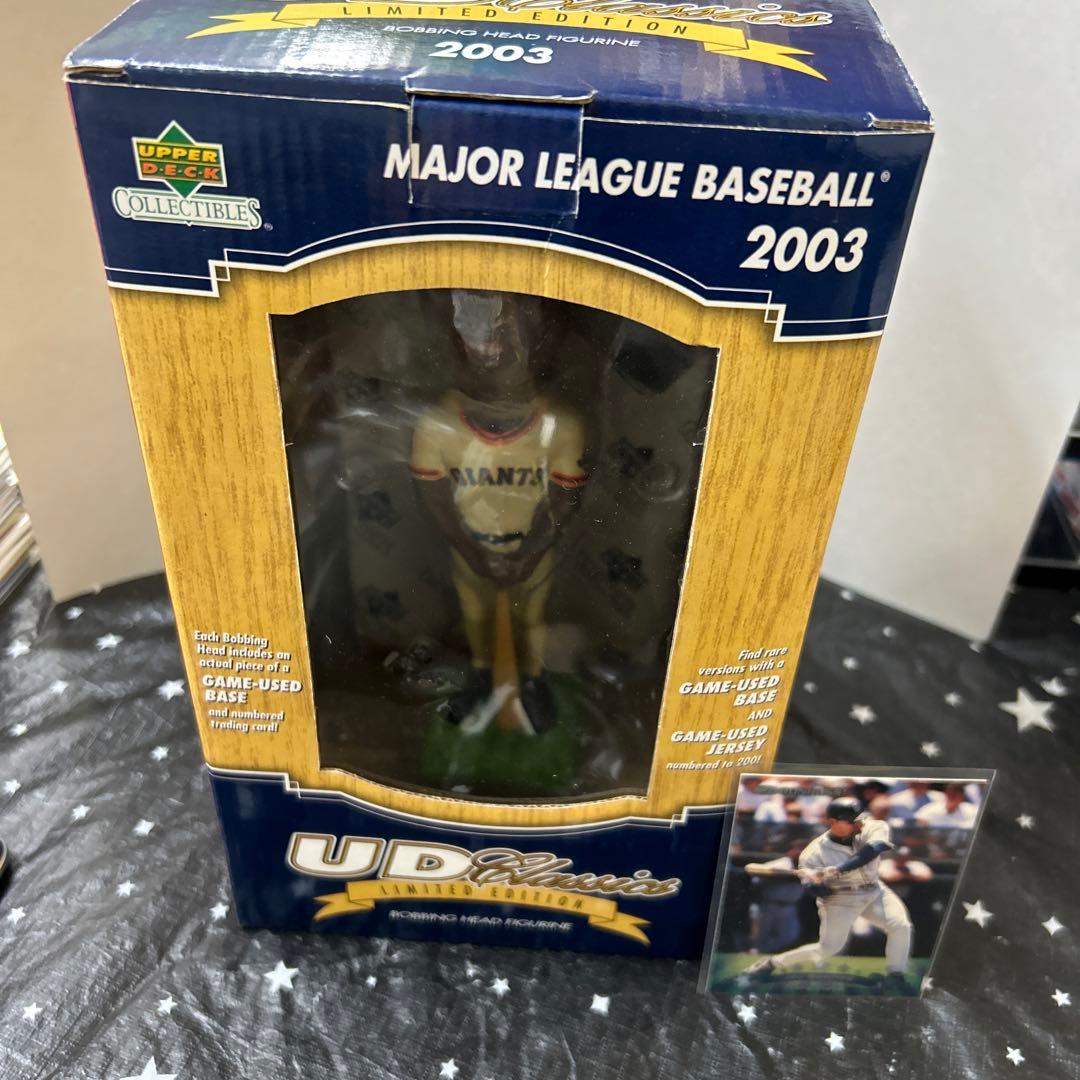 Classics
LIMITED EDITION
BOBBING HEAD FIGURINE
2003
UPPER
D·E·C·K
COLLECTIBLES
MAJOR LEAGUE BASEBALL®
2003
GIANTS
Each Bobbing
Head includes an
actual piece of a
GAME-USED
BASE
and numbered
trading card!
Find rare
versions with a
GAME-USED
BASE
AND
GAME-USED
JERSEY
numbered to 200!
UD Classics
LIMITED EDITION
BOBBING HEAD FIGURINE